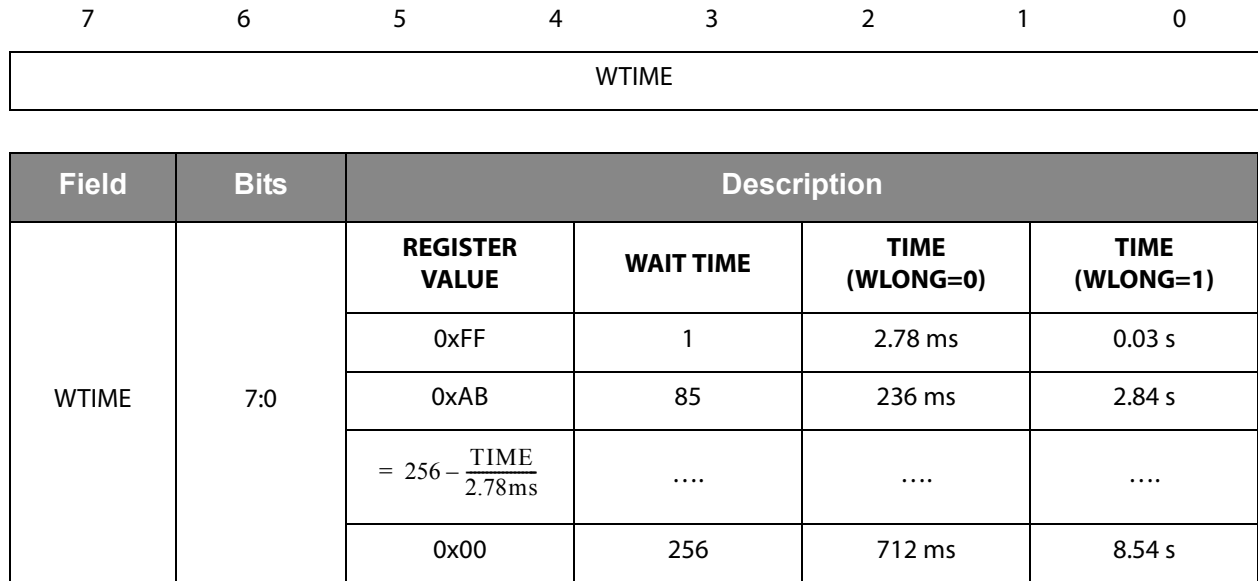 7 6 5 4 3 2 1 0
WTIME
Field Bits Description
REGISTER VALUE WAIT TIME TIME (WLONG=0) TIME (WLONG=1)
0xFF 1 2.78 ms 0.03 s
WTIME 7:0 0xAB 85 236 ms 2.84 s
= 256 – TIME / 2.78ms …. …. ….
0x00 256 712 ms 8.54 s